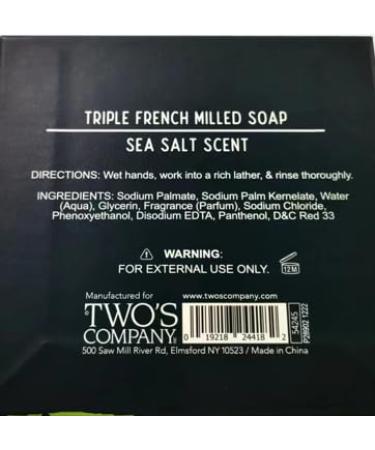 TRIPLE FRENCH MILLED SOAP
SEA SALT SCENT
DIRECTIONS: Wet hands, work into a rich lather, & rinse thoroughly.
INGREDIENTS: Sodium Palmate, Sodium Palm Kernelate, Water
(Aqua), Glycerin, Fragrance (Parfum), Sodium Chloride,
Phenoxyethanol, Disodium EDTA, Panthenol, D&C Red 33
WARNING:
FOR EXTERNAL USE ONLY.
12M
Manufactured for
www.twoscompany.com
TWO'S
COMPANY
0 19218 24418 2
54245
P28902 1222
500 Saw Mill River Rd, Elmsford NY 10523 / Made in China